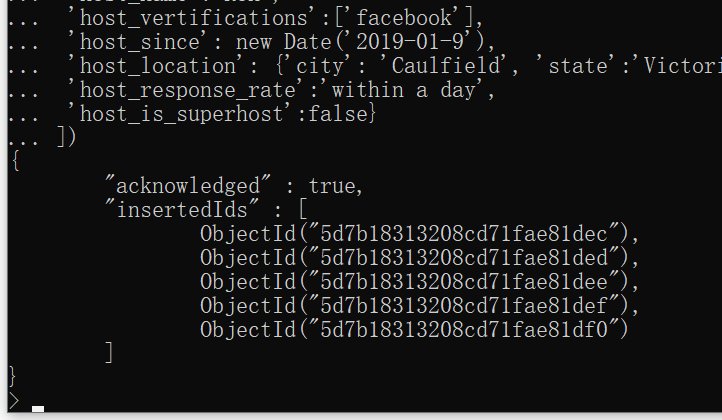 ... 'host_vertifications':['facebook'],
... 'host_since': new Date('2019-01-9'),
... 'host_location': {'city': 'Caulfield', 'state':'Victori
... 'host_response_rate':'within a day',
... 'host_is_superhost':false}
... ])
{
"acknowledged" : true,
"insertedIds" : [
ObjectId("5d7b18313208cd71fae81dec"),
ObjectId("5d7b18313208cd71fae81ded"),
ObjectId("5d7b18313208cd71fae81dee"),
ObjectId("5d7b18313208cd71fae81def"),
ObjectId("5d7b18313208cd71fae81df0")
]
}
>